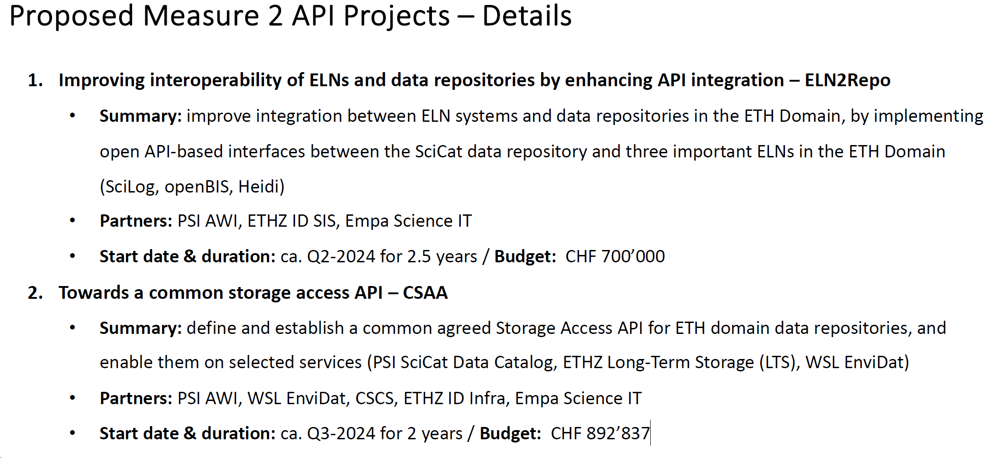 Proposed Measure 2 API Projects – Details
1. Improving interoperability of ELNs and data repositories by enhancing API integration – ELN2Repo
• Summary: improve integration between ELN systems and data repositories in the ETH Domain, by implementing
open API-based interfaces between the SciCat data repository and three important ELNs in the ETH Domain
(SciLog, openBIS, Heidi)
• Partners: PSI AWI, ETHZ ID SIS, Empa Science IT
• Start date & duration: ca. Q2-2024 for 2.5 years / Budget: CHF 700’000
2. Towards a common storage access API – CSAA
• Summary: define and establish a common agreed Storage Access API for ETH domain data repositories, and
enable them on selected services (PSI SciCat Data Catalog, ETHZ Long-Term Storage (LTS), WSL EnviDat)
• Partners: PSI AWI, WSL EnviDat, CSCS, ETHZ ID Infra, Empa Science IT
• Start date & duration: ca. Q3-2024 for 2 years / Budget: CHF 892’837